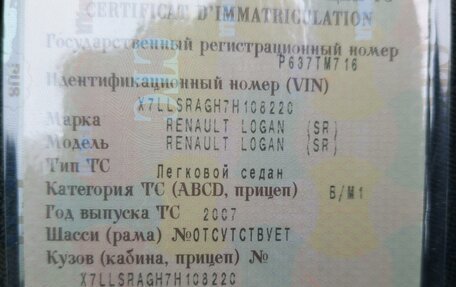 CERTIFICAT D'IMMATRICULATION
Государственный регистрационный номер
Р637ТМ716
Идентификационный номер (VIN)
X7LLSRAGH7H108220
Марка RENAULT LOGAN (SR)
Модель RENAULT LOGAN (SR)
Тип ТС Легковой седан
Категория ТС (ABCD, прицеп) В/М1
Год выпуска ТС 2007
Шасси (рама) №ОТСУТСТВУЕТ
Кузов (кабина, прицеп) №
X7LLSRAGH7H108220
RUS